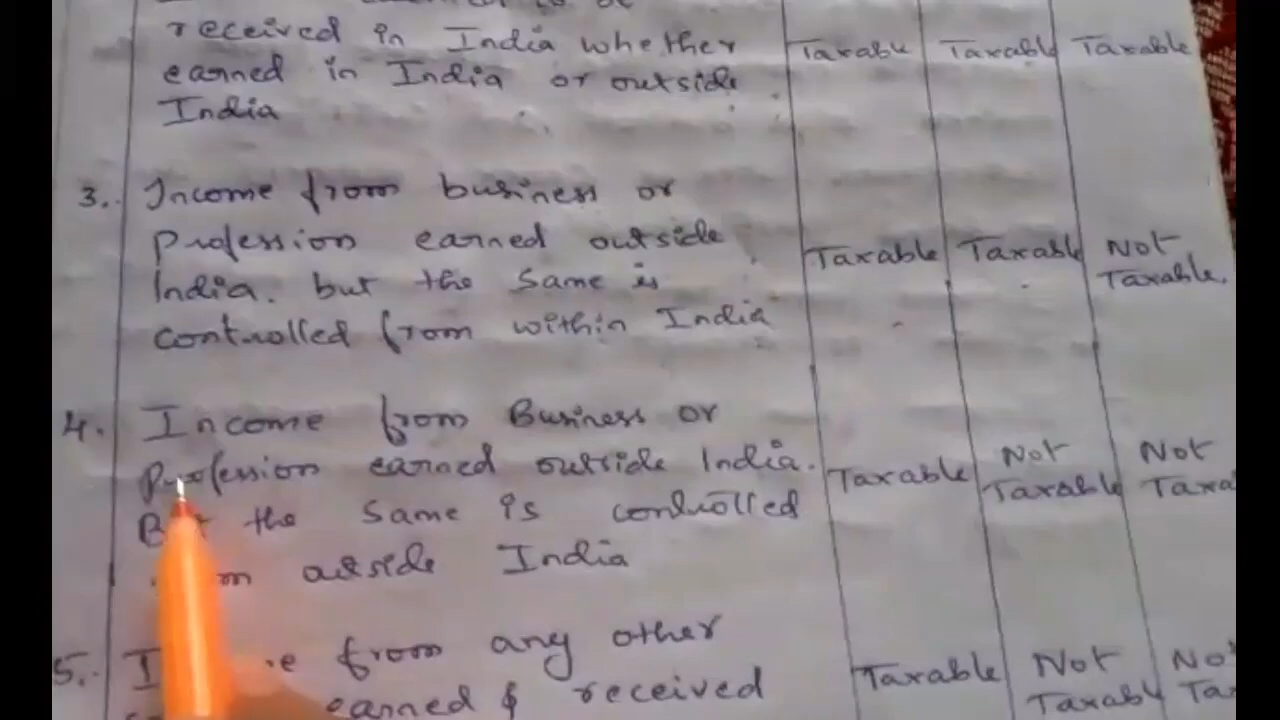 received in India whether
earned in India or outside
India
Taxable Taxable Taxable
3. Income from business or
Profession earned outside
India. but the same is
controlled from within India
Taxable Taxable Not
Taxable.
4. Income from Business or
Profession earned outside India.
But the same is controlled
outside India
Taxable Not Taxable Not
5. from any other
earned & received
Taxable Not Taxable